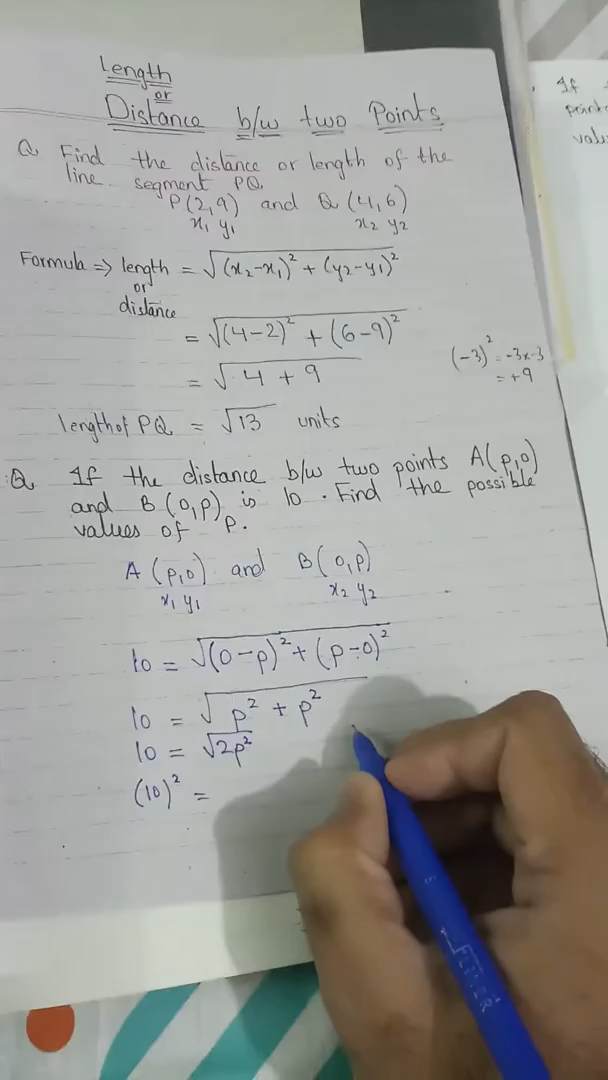 Length
or
Distance b/w two Points
Q Find the distance or length of the
line segment PQ.
P(2,9) and Q(4,6)
x₁ y₁ x₂ y₂
Formula ⇒ length = √(x₂-x₁)² + (y₂-y₁)²
or
distance
= √(4-2)² + (6-9)²
(-3)² = -3x-3
= +9
= √4 + 9
length of PQ = √13 units
Q If the distance b/w two points A(p,0)
and B(0,p) is 10. Find the possible
values of p.
A(p,0) and B(0,p)
x₁ y₁ x₂ y₂
10 = √(0-p)² + (p-0)²
10 = √p² + p²
10 = √2p²
(10)² =
If
points